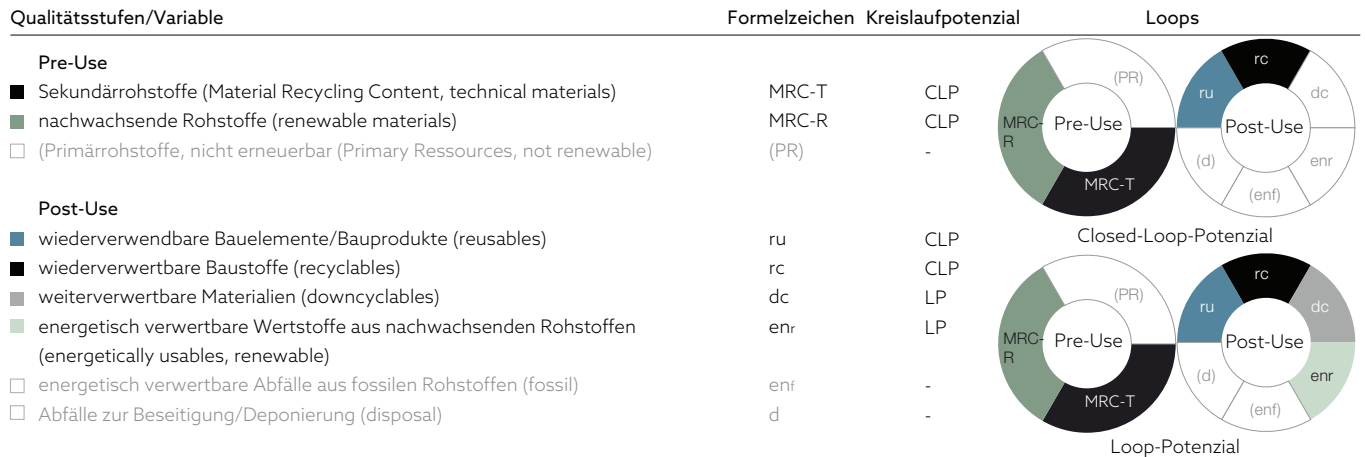 Qualitätsstufen/Variable Formelzeichen Kreislaufpotenzial Loops
Pre-Use
Sekundärrohstoffe (Material Recycling Content, technical materials) MRC-T CLP
nachwachsende Rohstoffe (renewable materials) MRC-R CLP
(Primärrohstoffe, nicht erneuerbar (Primary Ressources, not renewable) (PR) -
Post-Use
wiederverwendbare Bauelemente/Bauprodukte (reusables) ru CLP
wiederverwertbare Baustoffe (recyclables) rc CLP
weiterverwertbare Materialien (downcyclables) dc LP
energetisch verwertbare Wertstoffe aus nachwachsenden Rohstoffen enr LP
(energetically usables, renewable)
energetisch verwertbare Abfälle aus fossilen Rohstoffen (fossil) enf -
Abfälle zur Beseitigung/Deponierung (disposal) d -
(PR)
MRC-
R
Pre-Use
MRC-T
rc
ru
dc
Post-Use
(d)
enr
(enf)
Closed-Loop-Potenzial
(PR)
MRC-
R
Pre-Use
MRC-T
rc
ru
dc
Post-Use
(d)
enr
(enf)
Loop-Potenzial